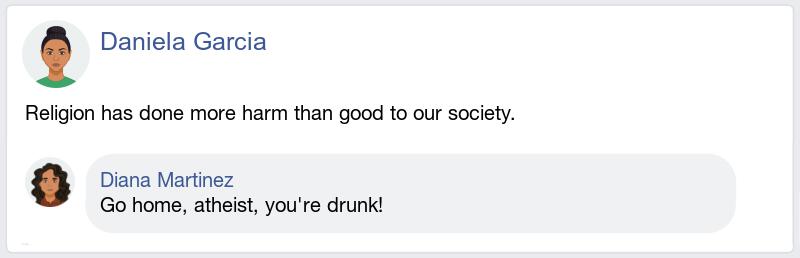 Daniela Garcia
Religion has done more harm than good to our society.
Diana Martinez
Go home, atheist, you're drunk!